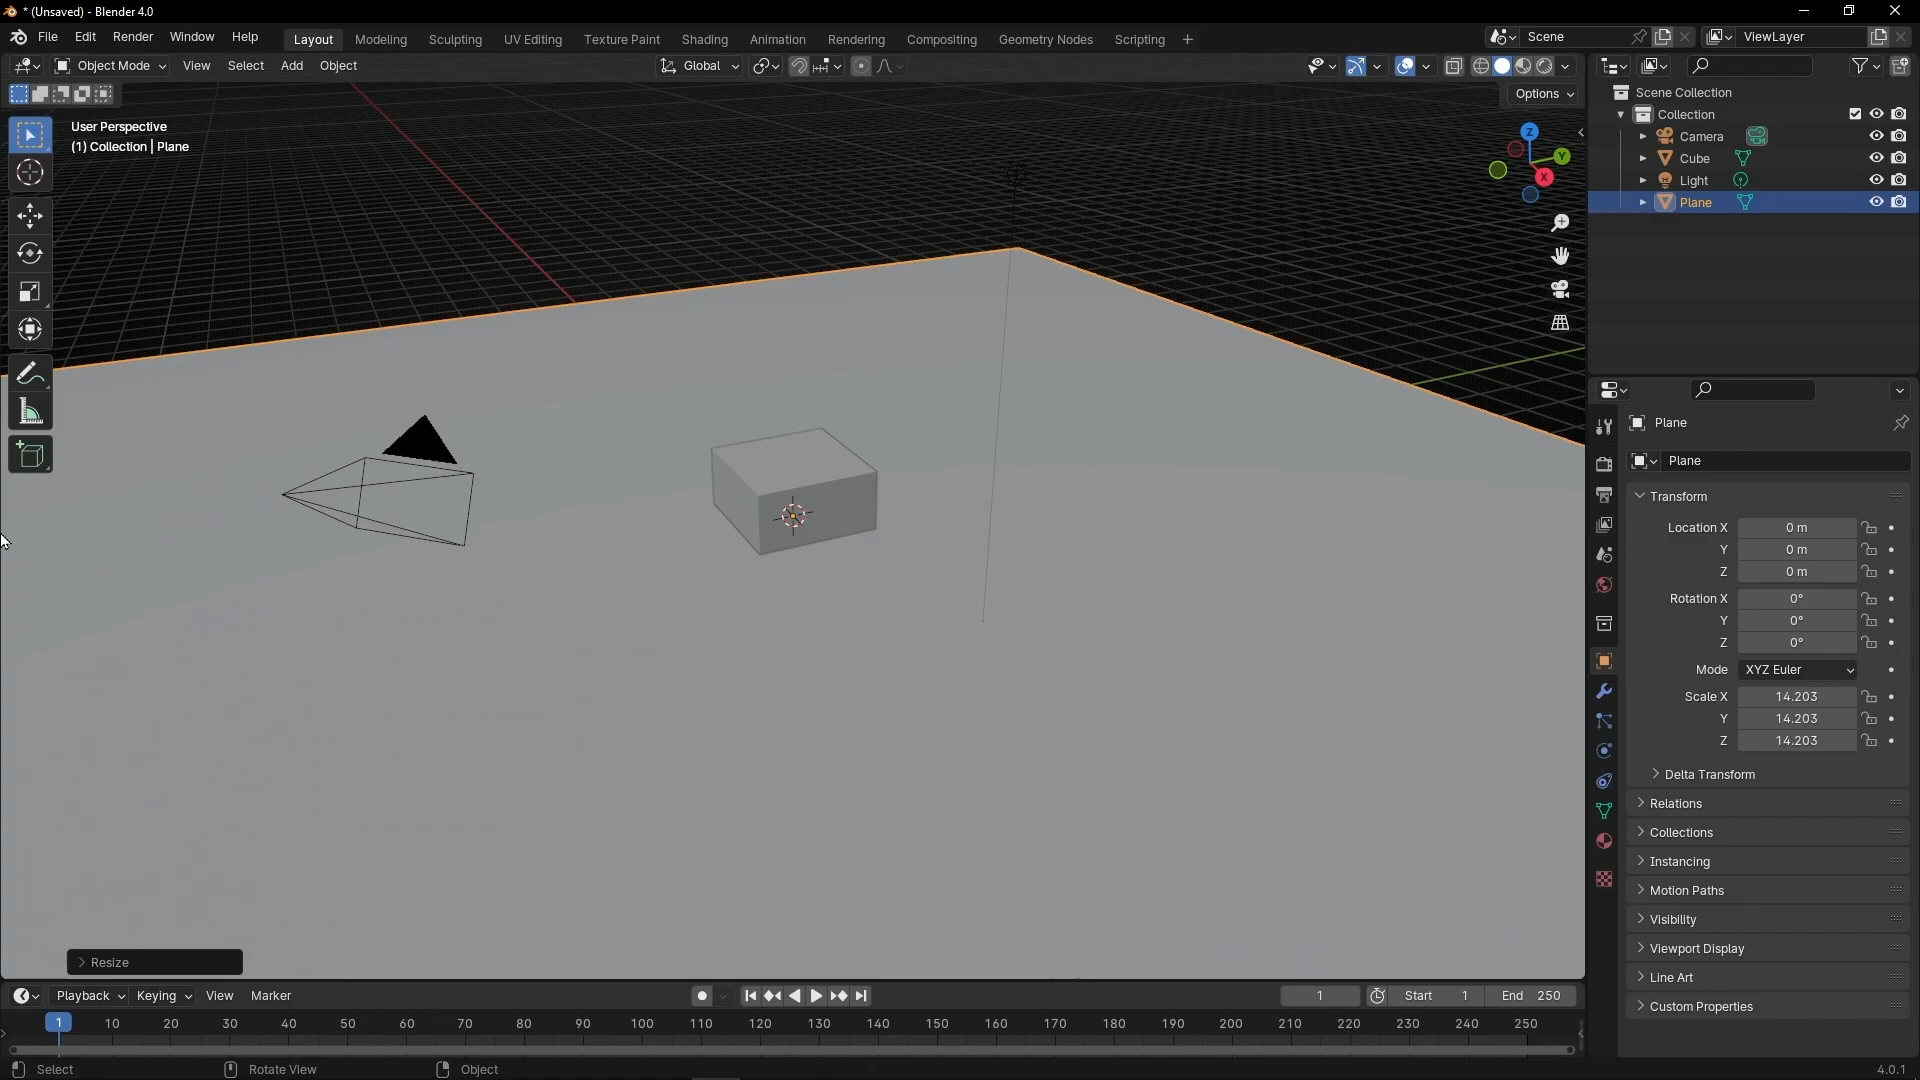 * (Unsaved) - Blender 4.0
File Edit Render Window Help Layout Modeling Sculpting UV Editing Texture Paint Shading Animation Rendering Compositing Geometry Nodes Scripting + Scene ViewLayer
Object Mode View Select Add Object Global
Options
User Perspective
(1) Collection | Plane
Z
Y
X
Scene Collection
Collection
Camera
Cube
Light
Plane
Plane
Plane
Transform
Location X 0 m
Y 0 m
Z 0 m
Rotation X 0°
Y 0°
Z 0°
Mode XYZ Euler
Scale X 14.203
Y 14.203
Z 14.203
Delta Transform
Relations
Collections
Instancing
Motion Paths
Visibility
Viewport Display
Line Art
Custom Properties
Resize
Playback Keying View Marker 1 Start 1 End 250
1 10 20 30 40 50 60 70 80 90 100 110 120 130 140 150 160 170 180 190 200 210 220 230 240 250
Select Rotate View Object 4.0.1